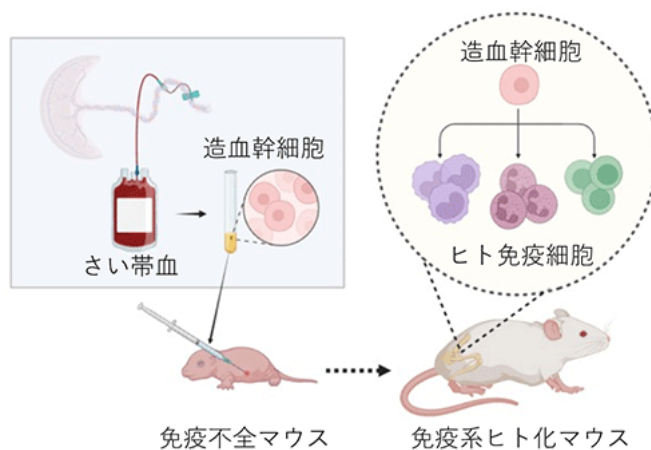 造血幹細胞
さい帯血
造血幹細胞
ヒト免疫細胞
免疫不全マウス
免疫系ヒト化マウス